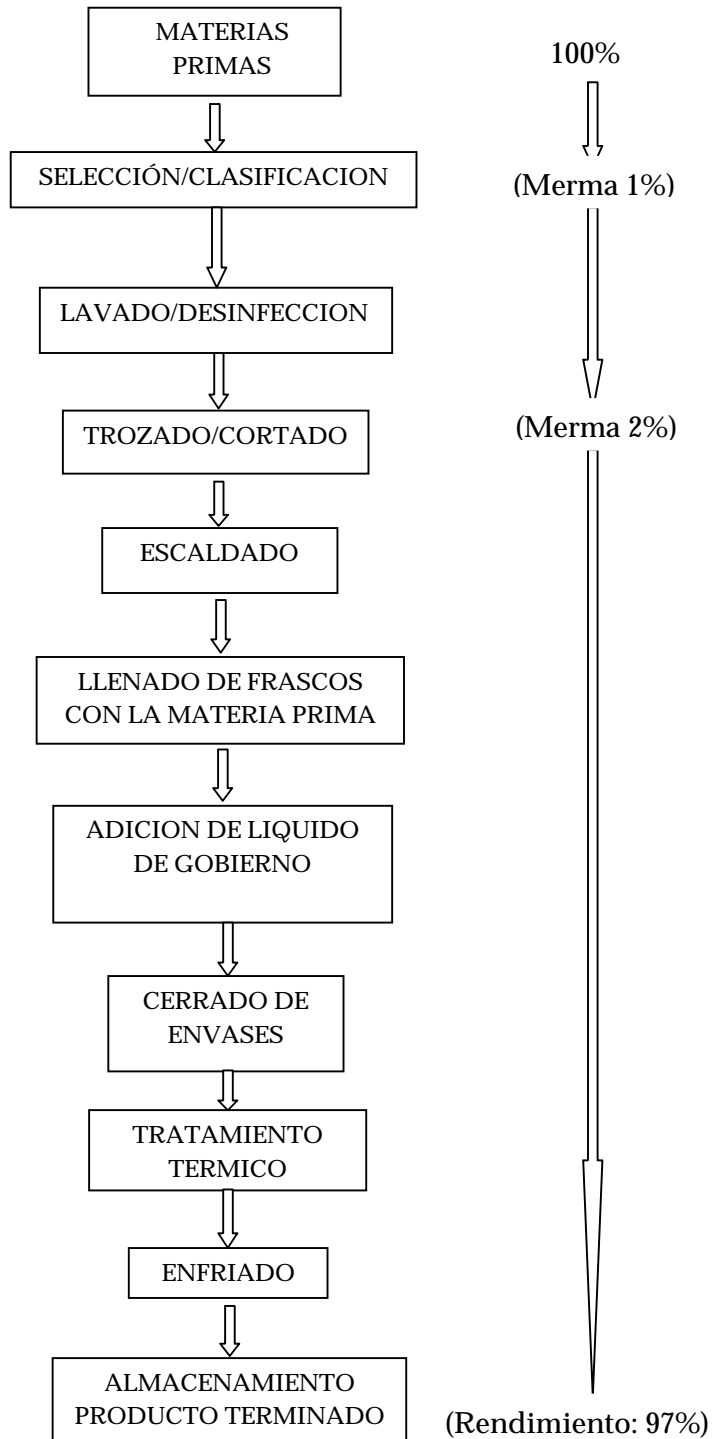 MATERIAS
PRIMAS
100%
SELECCIÓN/CLASIFICACION
(Merma 1%)
LAVADO/DESINFECCION
TROZADO/CORTADO
(Merma 2%)
ESCALDADO
LLENADO DE FRASCOS
CON LA MATERIA PRIMA
ADICION DE LIQUIDO
DE GOBIERNO
CERRADO DE
ENVASES
TRATAMIENTO
TERMICO
ENFRIADO
ALMACENAMIENTO
PRODUCTO TERMINADO
(Rendimiento: 97%)